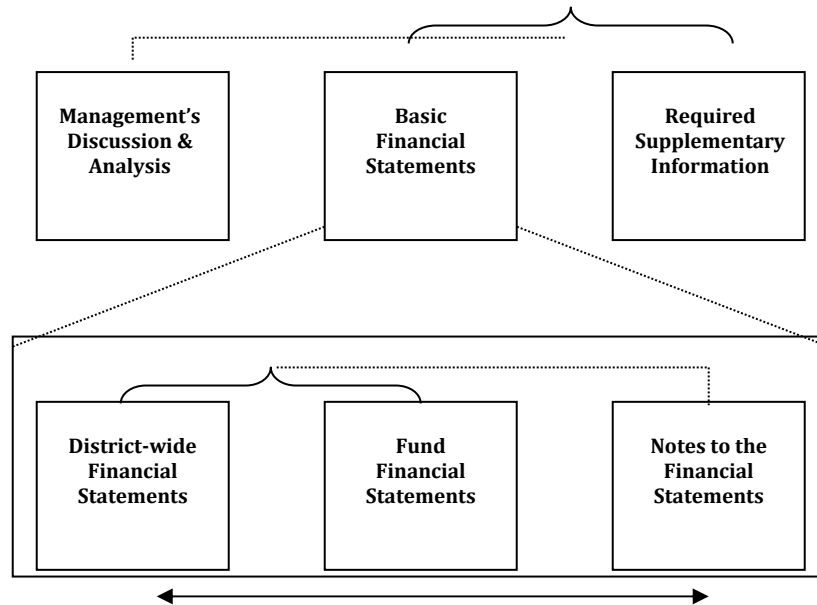 Management’s
Discussion &
Analysis
Basic
Financial
Statements
Required
Supplementary
Information
District-wide
Financial
Statements
Fund
Financial
Statements
Notes to the
Financial
Statements